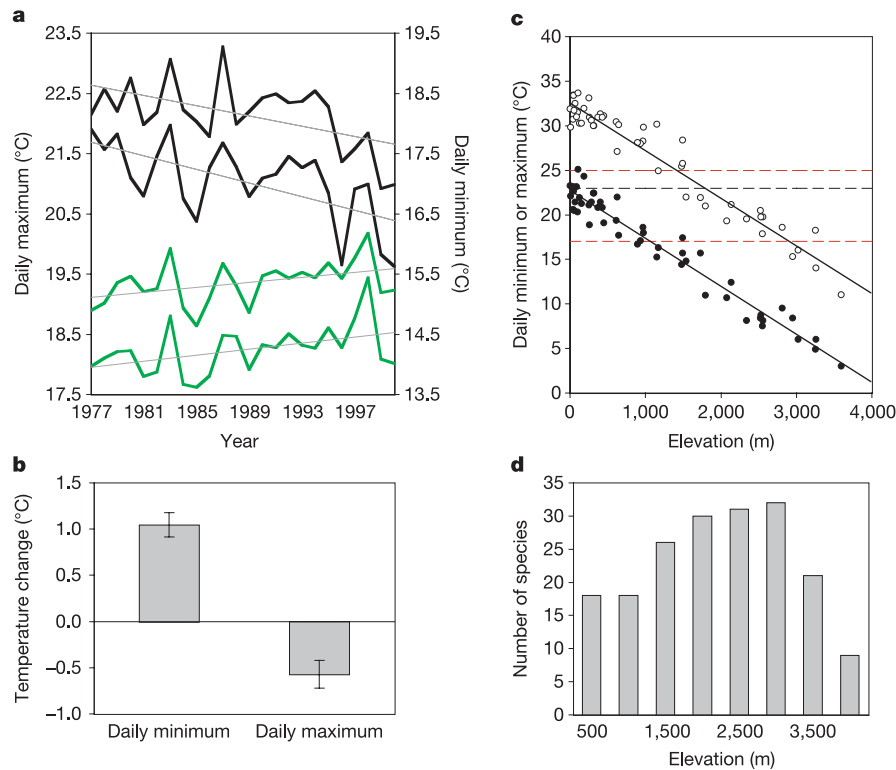 a
23.5
22.5
21.5
20.5
19.5
18.5
17.5
19.5
18.5
17.5
16.5
15.5
14.5
13.5
Daily maximum (°C)
Daily minimum (°C)
1977 1981 1985 1989 1993 1997
Year
b
1.5
1.0
0.5
0.0
–0.5
–1.0
Temperature change (°C)
Daily minimum Daily maximum
c
40
35
30
25
20
15
10
5
0
Daily minimum or maximum (°C)
0 1,000 2,000 3,000 4,000
Elevation (m)
d
35
30
25
20
15
10
5
0
Number of species
500 1,500 2,500 3,500
Elevation (m)